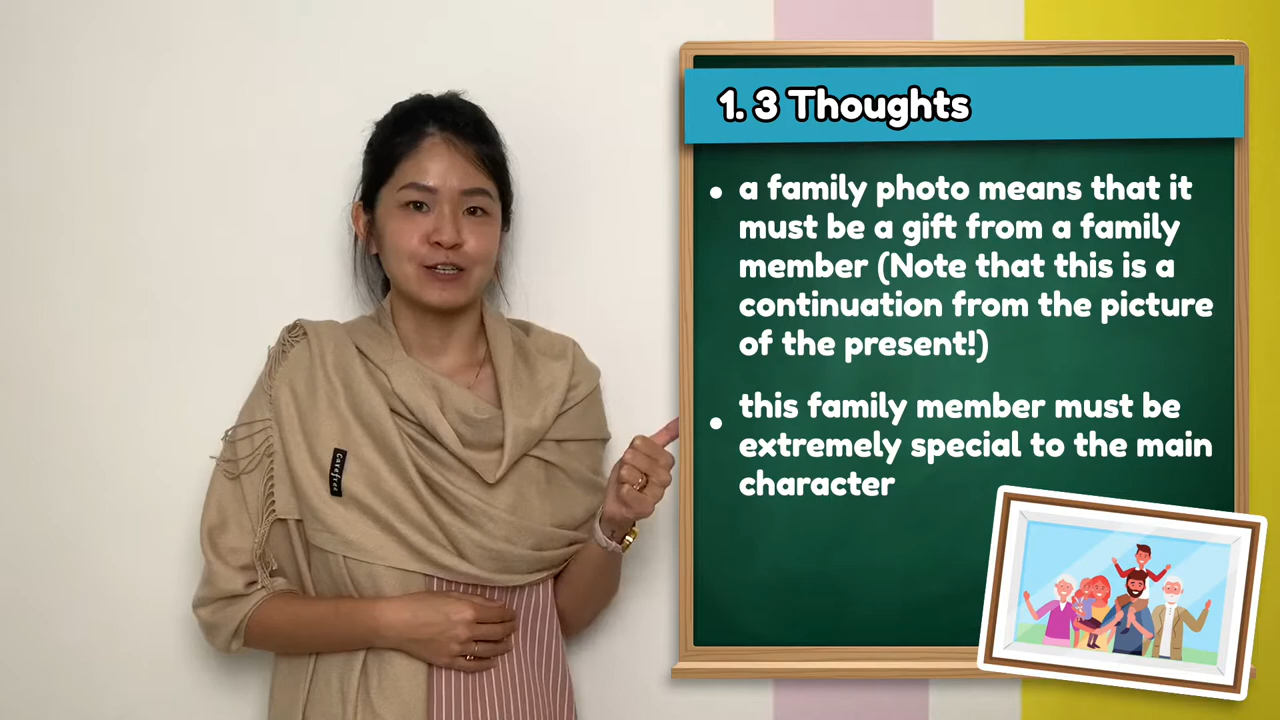 1. 3 Thoughts
• a family photo means that it
must be a gift from a family
member (Note that this is a
continuation from the picture
of the present!)
• this family member must be
extremely special to the main
character
carefree